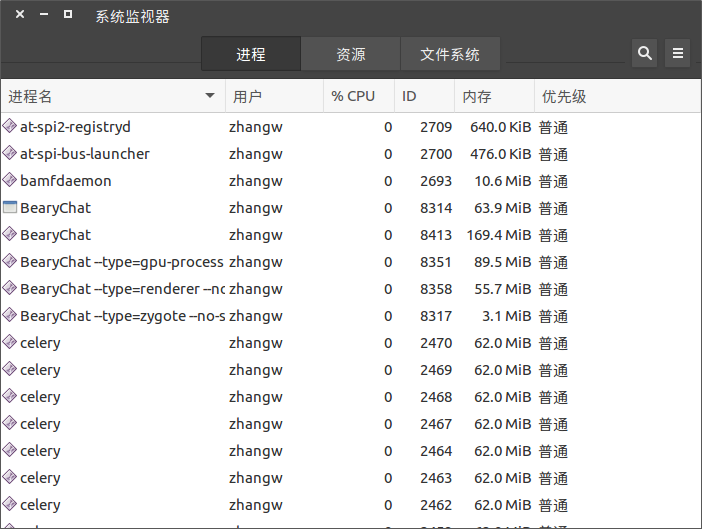 系统监视器
进程 资源 文件系统
进程名 用户 % CPU ID 内存 优先级
at-spi2-registryd zhangw 0 2709 640.0 KiB 普通
at-spi-bus-launcher zhangw 0 2700 476.0 KiB 普通
bamfdaemon zhangw 0 2693 10.6 MiB 普通
BearyChat zhangw 0 8314 63.9 MiB 普通
BearyChat zhangw 0 8413 169.4 MiB 普通
BearyChat --type=gpu-process zhangw 0 8351 89.5 MiB 普通
BearyChat --type=renderer --no zhangw 0 8358 55.7 MiB 普通
BearyChat --type=zygote --no-s zhangw 0 8317 3.1 MiB 普通
celery zhangw 0 2470 62.0 MiB 普通
celery zhangw 0 2469 62.0 MiB 普通
celery zhangw 0 2468 62.0 MiB 普通
celery zhangw 0 2467 62.0 MiB 普通
celery zhangw 0 2464 62.0 MiB 普通
celery zhangw 0 2463 62.0 MiB 普通
celery zhangw 0 2462 62.0 MiB 普通